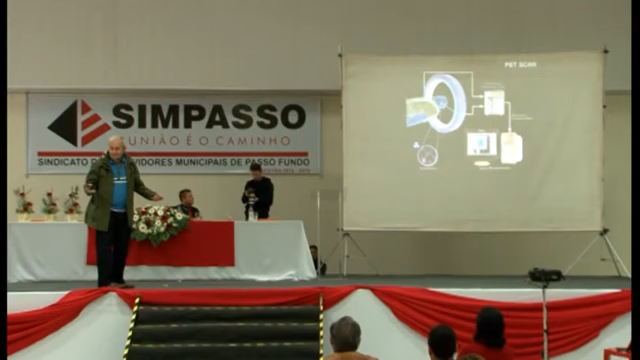 SIMPASSO
UNIÃO É O CAMINHO
SINDICATO DOS SERVIDORES MUNICIPAIS DE PASSO FUNDO
PET SCAN